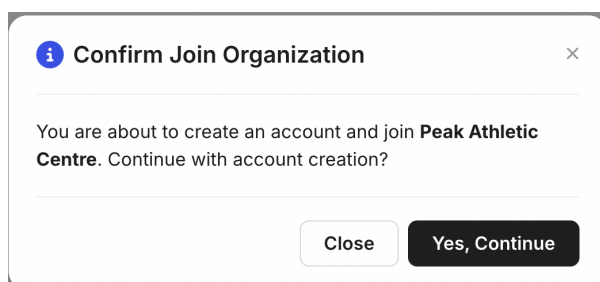 Confirm Join Organization
You are about to create an account and join Peak Athletic
Centre. Continue with account creation?
Close
Yes, Continue